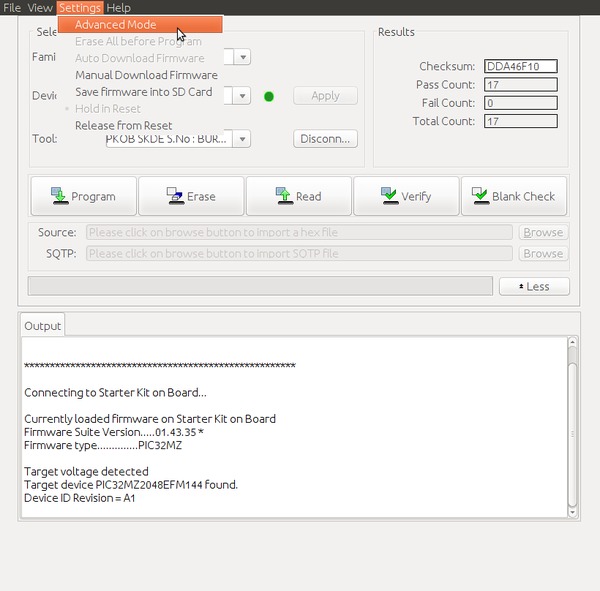 File View Settings Help
Advanced Mode
Erase All before Program
Auto Download Firmware
Manual Download Firmware
Save firmware into SD Card
Hold in Reset
Release from Reset
Sele
Fami
Devic
Apply
Tool:
PKOB SKDE S.No : BUR...
Disconn...
Results
Checksum: DDA46F10
Pass Count: 17
Fail Count: 0
Total Count: 17
Program Erase Read Verify Blank Check
Source: Please click on browse button to import a hex file Browse
SQTP: Please click on browse button to import SQTP file Browse
Less
Output
*****************************************************
Connecting to Starter Kit on Board...
Currently loaded firmware on Starter Kit on Board
Firmware Suite Version.....01.43.35 *
Firmware type..............PIC32MZ
Target voltage detected
Target device PIC32MZ2048EFM144 found.
Device ID Revision = A1